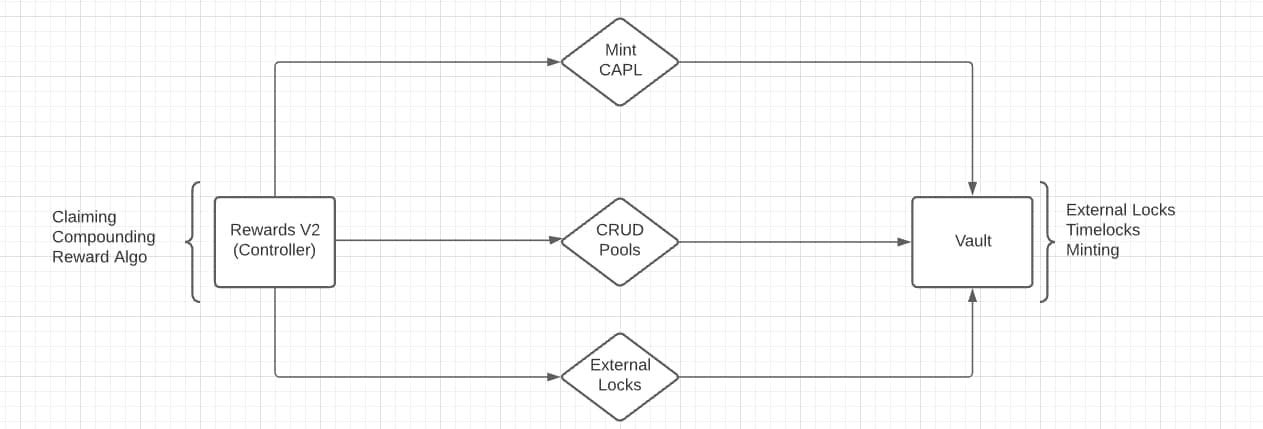 Mint
CAPL
Claiming
Compounding
Reward Algo
Rewards V2
(Controller)
CRUD
Pools
Vault
External Locks
Timelocks
Minting
External
Locks